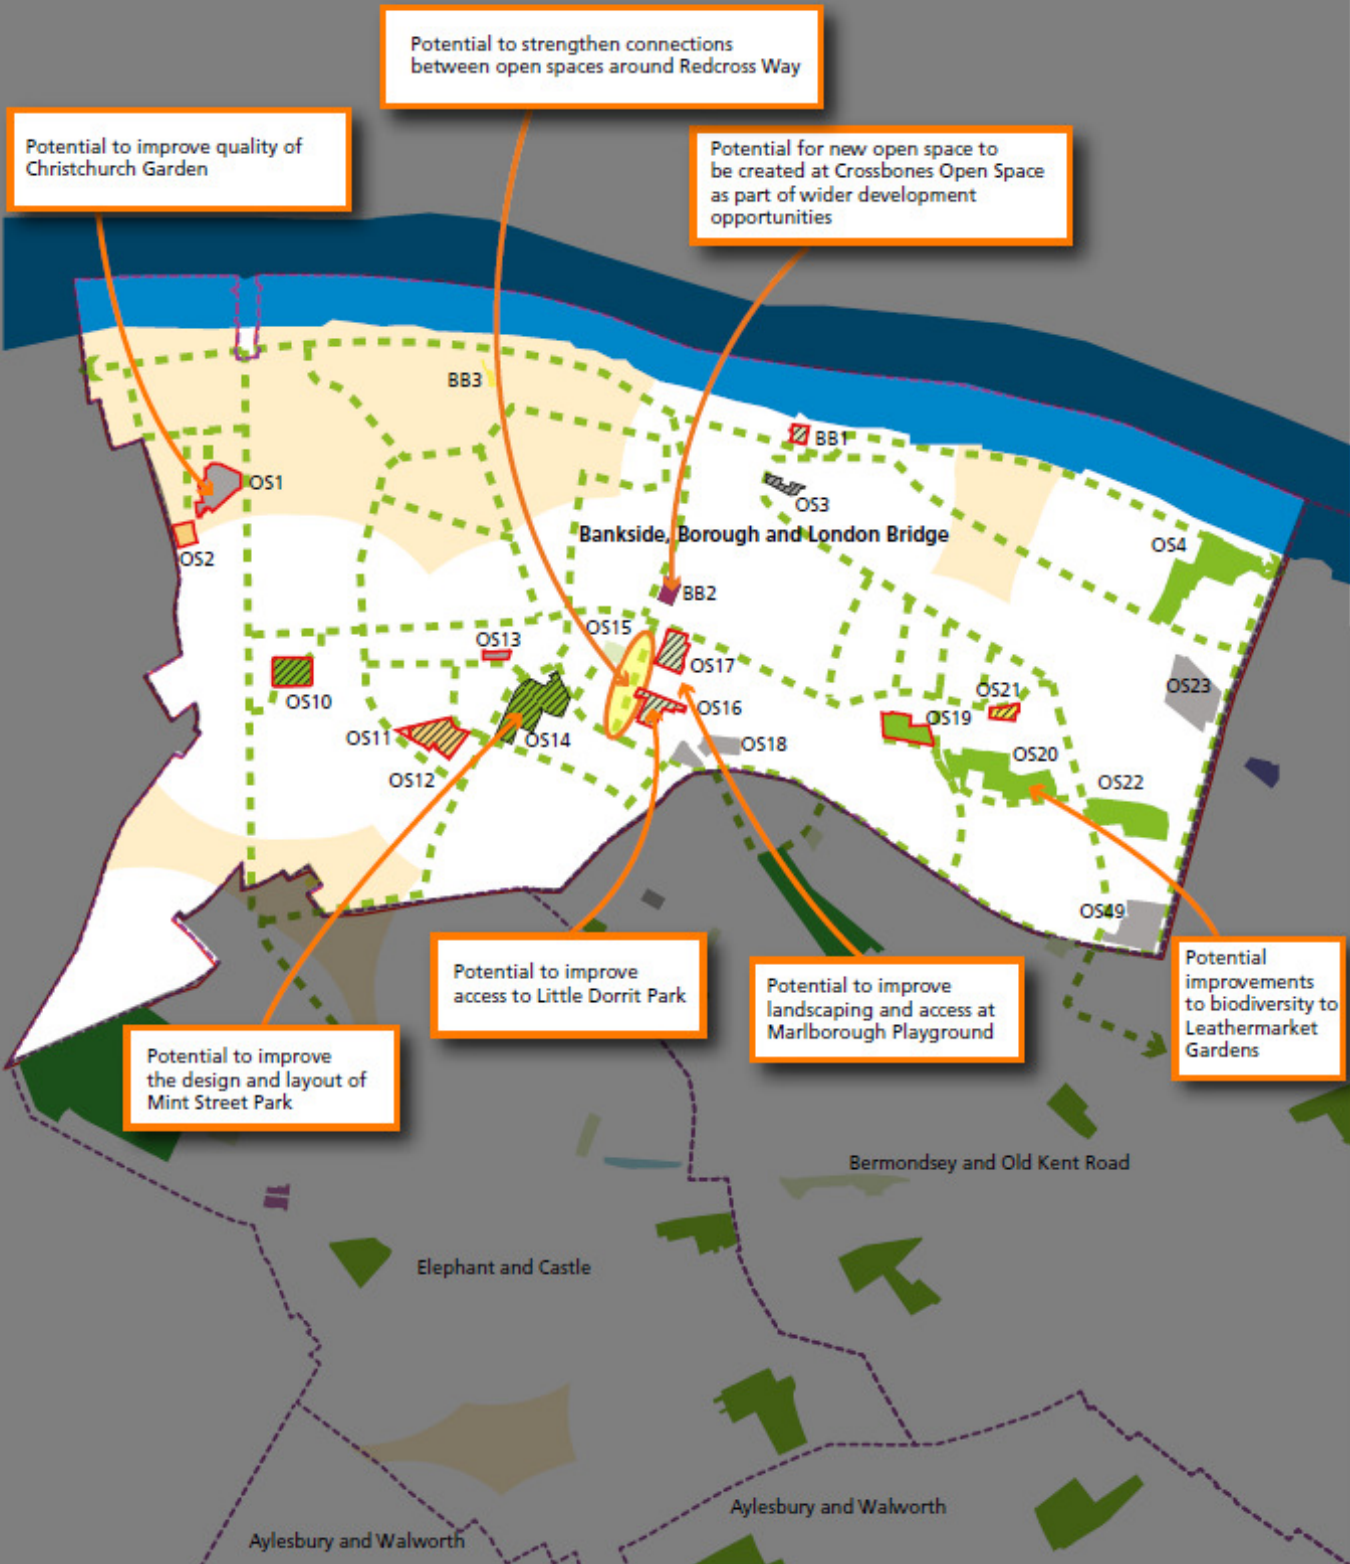 Potential to strengthen connections
between open spaces around Redcross Way
Potential to improve quality of
Christchurch Garden
Potential for new open space to
be created at Crossbones Open Space
as part of wider development
opportunities
BB3
BB1
OS1
OS3
Bankside, Borough and London Bridge
OS2
OS4
BB2
OS15
OS13
OS17
OS10
OS23
OS21
OS16
OS19
OS11
OS14
OS18
OS20
OS12
OS22
OS49
Potential
improvements
to biodiversity to
Leathermarket
Gardens
Potential to improve
access to Little Dorrit Park
Potential to improve
landscaping and access at
Marlborough Playground
Potential to improve
the design and layout of
Mint Street Park
Bermondsey and Old Kent Road
Elephant and Castle
Aylesbury and Walworth
Aylesbury and Walworth